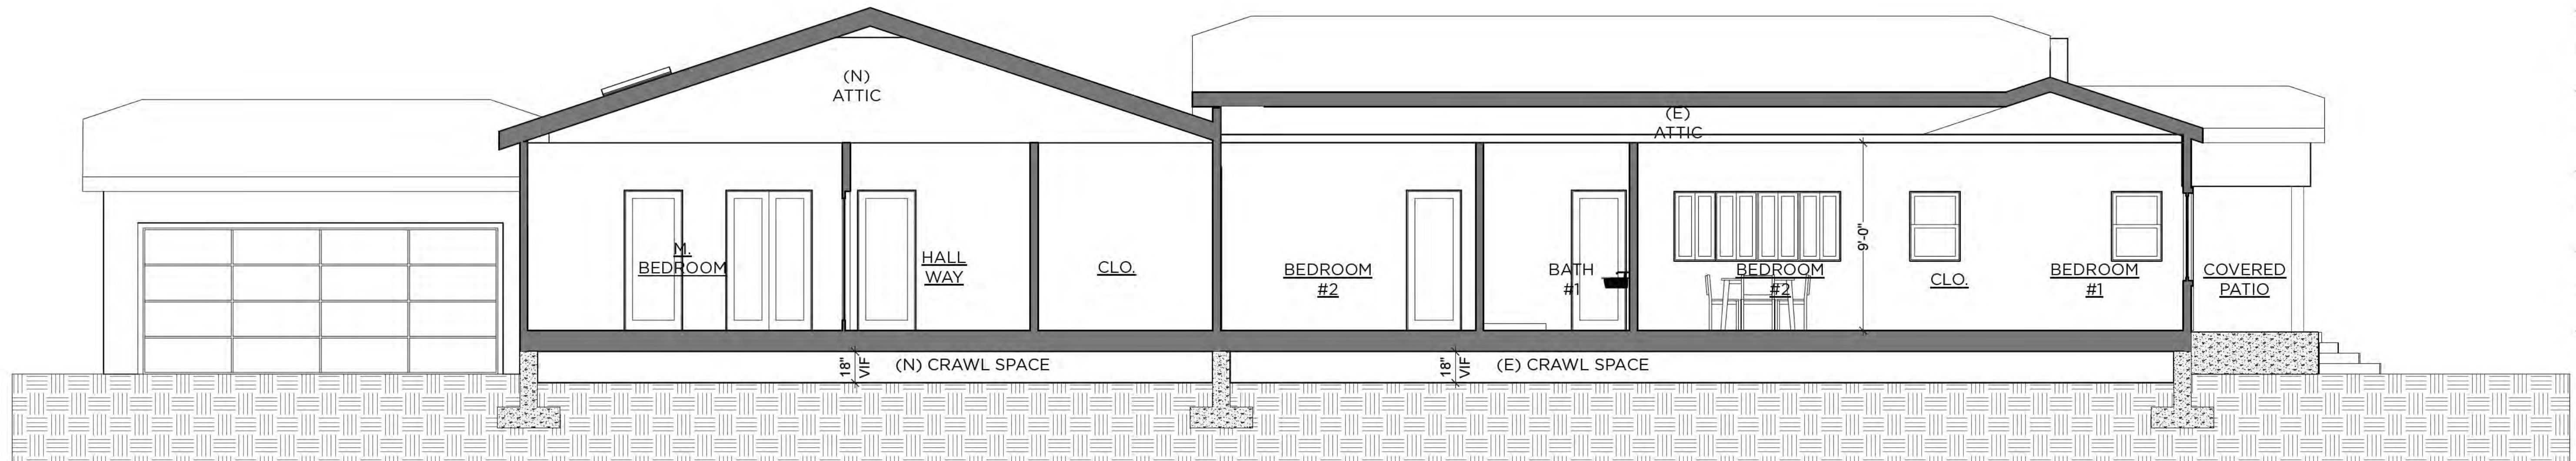 (N)
ATTIC
(E)
ATTIC
M.
BEDROOM
HALL
WAY
CLO.
BEDROOM
#2
BATH
#1
BEDROOM
#2
9'-0"
CLO.
BEDROOM
#1
COVERED
PATIO
18"
VIF
(N) CRAWL SPACE
18"
VIF
(E) CRAWL SPACE